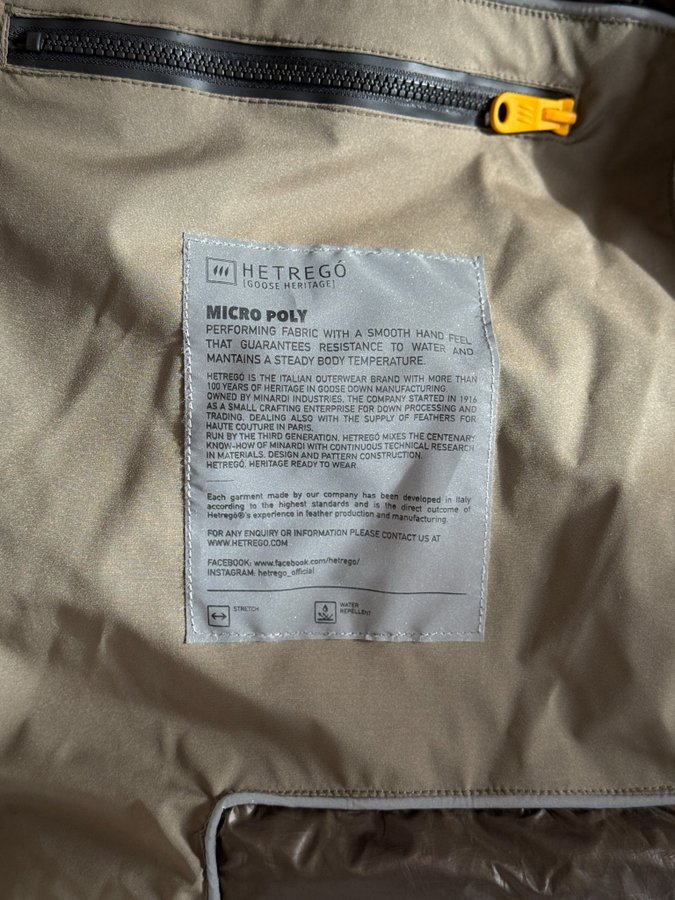 HETREGÓ
[GOOSE HERITAGE]
MICRO POLY
PERFORMING FABRIC WITH A SMOOTH HAND FEEL
THAT GUARANTEES RESISTANCE TO WATER AND
MANTAINS A STEADY BODY TEMPERATURE.
HETREGÓ IS THE ITALIAN OUTERWEAR BRAND WITH MORE THAN
100 YEARS OF HERITAGE IN GOOSE DOWN MANUFACTURING.
OWNED BY MINARDI INDUSTRIES, THE COMPANY STARTED IN 1916
AS A SMALL CRAFTING ENTERPRISE FOR DOWN PROCESSING AND
TRADING, DEALING ALSO WITH THE SUPPLY OF FEATHERS FOR
HAUTE COUTURE IN PARIS.
RUN BY THE THIRD GENERATION, HETREGÓ MIXES THE CENTENARY
KNOW-HOW OF MINARDI WITH CONTINUOUS TECHNICAL RESEARCH
IN MATERIALS, DESIGN AND PATTERN CONSTRUCTION.
HETREGÓ. HERITAGE READY TO WEAR.
Each garment made by our company has been developed in Italy
according to the highest standards and is the direct outcome of
Hetregó®'s experience in feather production and manufacturing.
FOR ANY ENQUIRY OR INFORMATION PLEASE CONTACT US AT
WWW.HETREGO.COM
FACEBOOK: www.facebook.com/hetrego/
INSTAGRAM: hetrego_official
STRETCH
WATER
REPELLENT